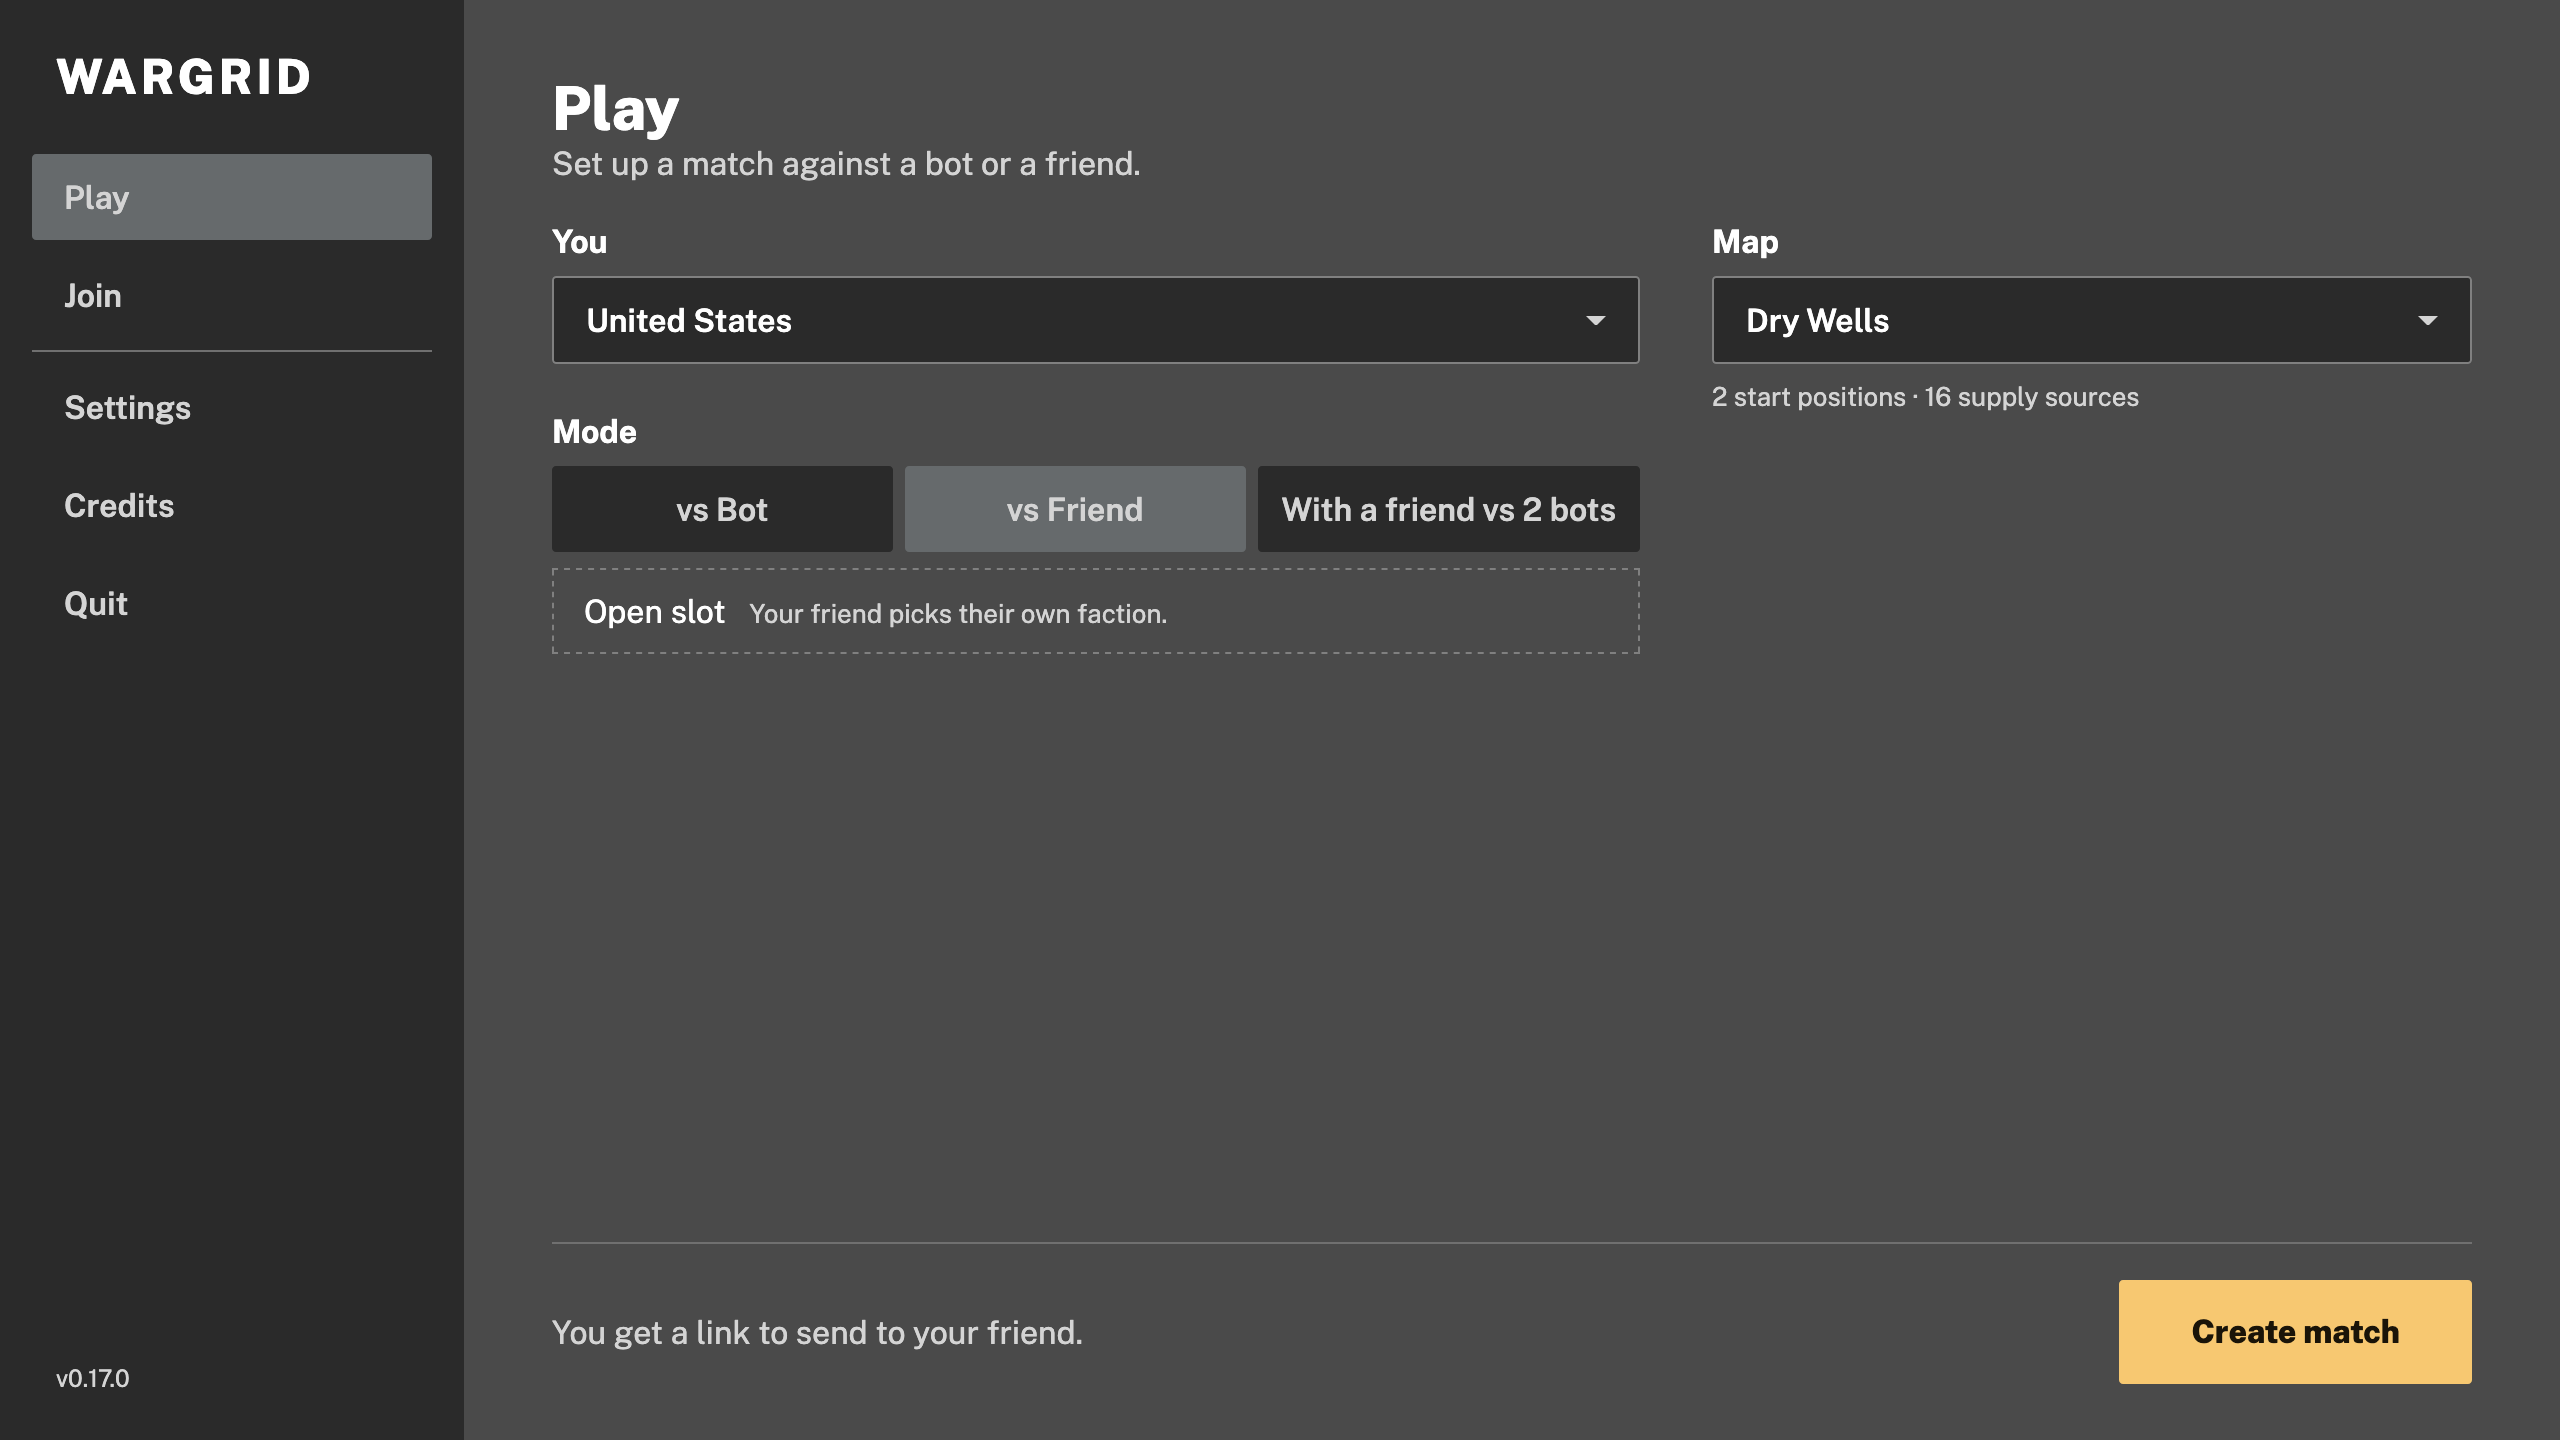 WARGRID
Play
Join
Settings
Credits
Quit
v0.17.0
Play
Set up a match against a bot or a friend.
You
United States
Mode
vs Bot
vs Friend
With a friend vs 2 bots
Open slot Your friend picks their own faction.
Map
Dry Wells
2 start positions · 16 supply sources
You get a link to send to your friend.
Create match